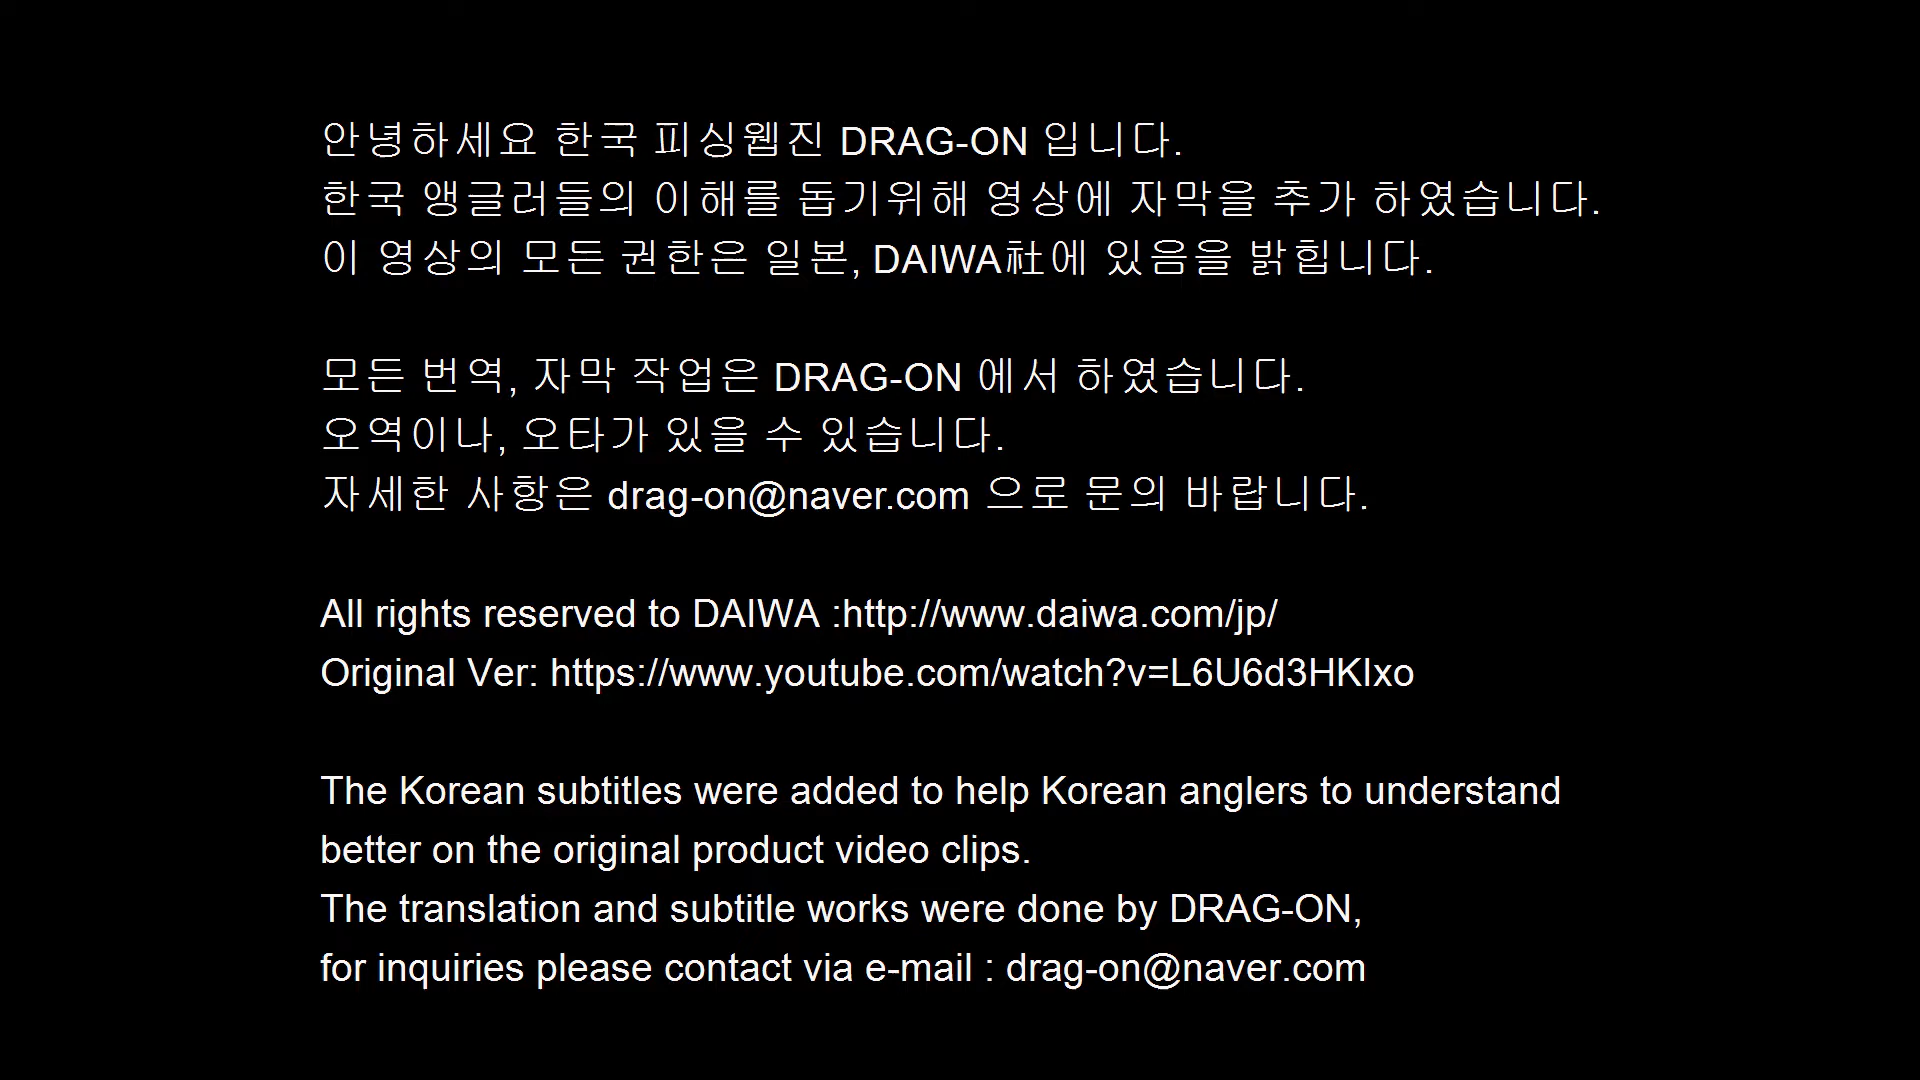 안녕하세요 한국 피싱웹진 DRAG-ON 입니다.
한국 앵글러들의 이해를 돕기위해 영상에 자막을 추가 하였습니다.
이 영상의 모든 권한은 일본, DAIWA社에 있음을 밝힙니다.
모든 번역, 자막 작업은 DRAG-ON 에서 하였습니다.
오역이나, 오타가 있을 수 있습니다.
자세한 사항은 drag-on@naver.com 으로 문의 바랍니다.
All rights reserved to DAIWA :http://www.daiwa.com/jp/
Original Ver: https://www.youtube.com/watch?v=L6U6d3HKIxo
The Korean subtitles were added to help Korean anglers to understand
better on the original product video clips.
The translation and subtitle works were done by DRAG-ON,
for inquiries please contact via e-mail : drag-on@naver.com